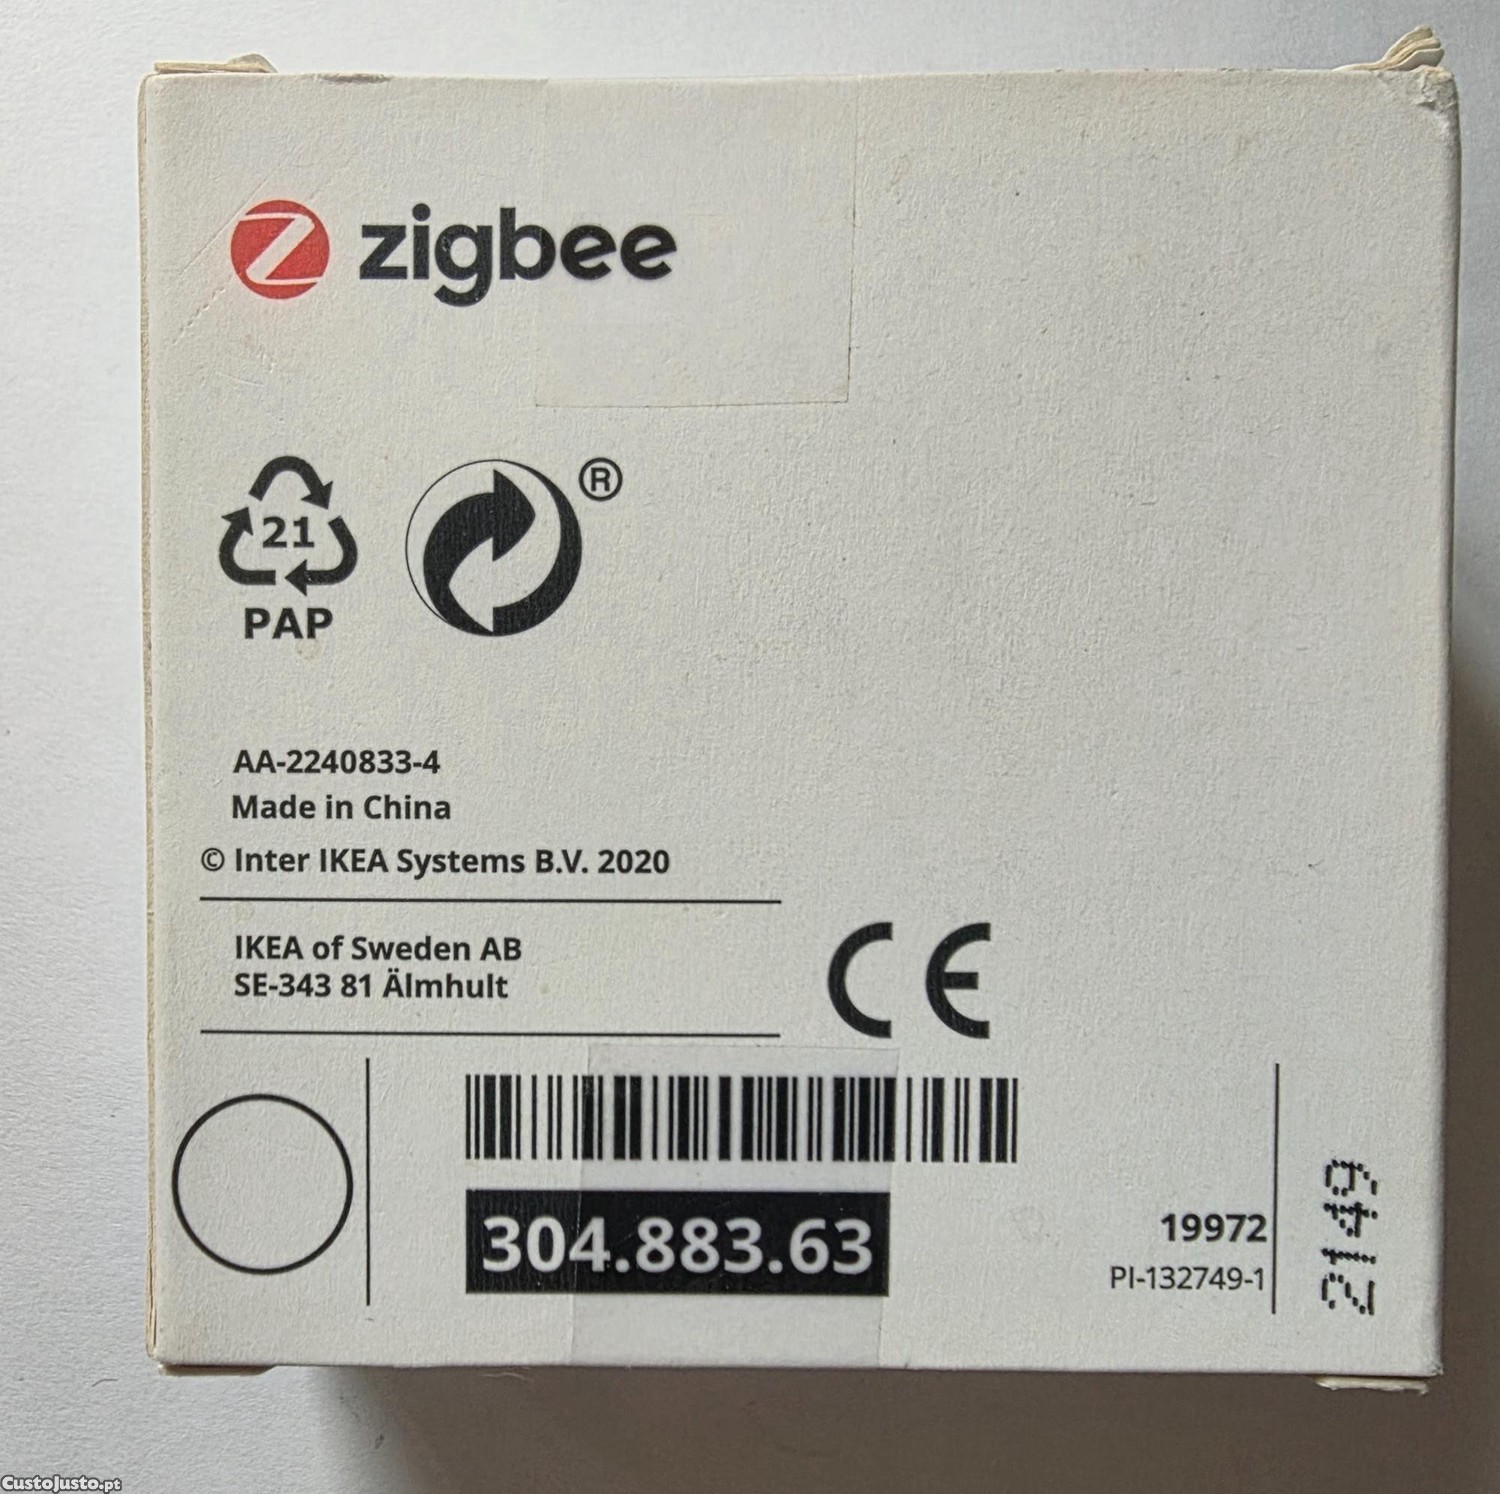 zigbee
®
21
PAP
AA-2240833-4
Made in China
© Inter IKEA Systems B.V. 2020
IKEA of Sweden AB
SE-343 81 Älmhult
CE
304.883.63
19972
PI-132749-1
2149
CustoJusto.pt